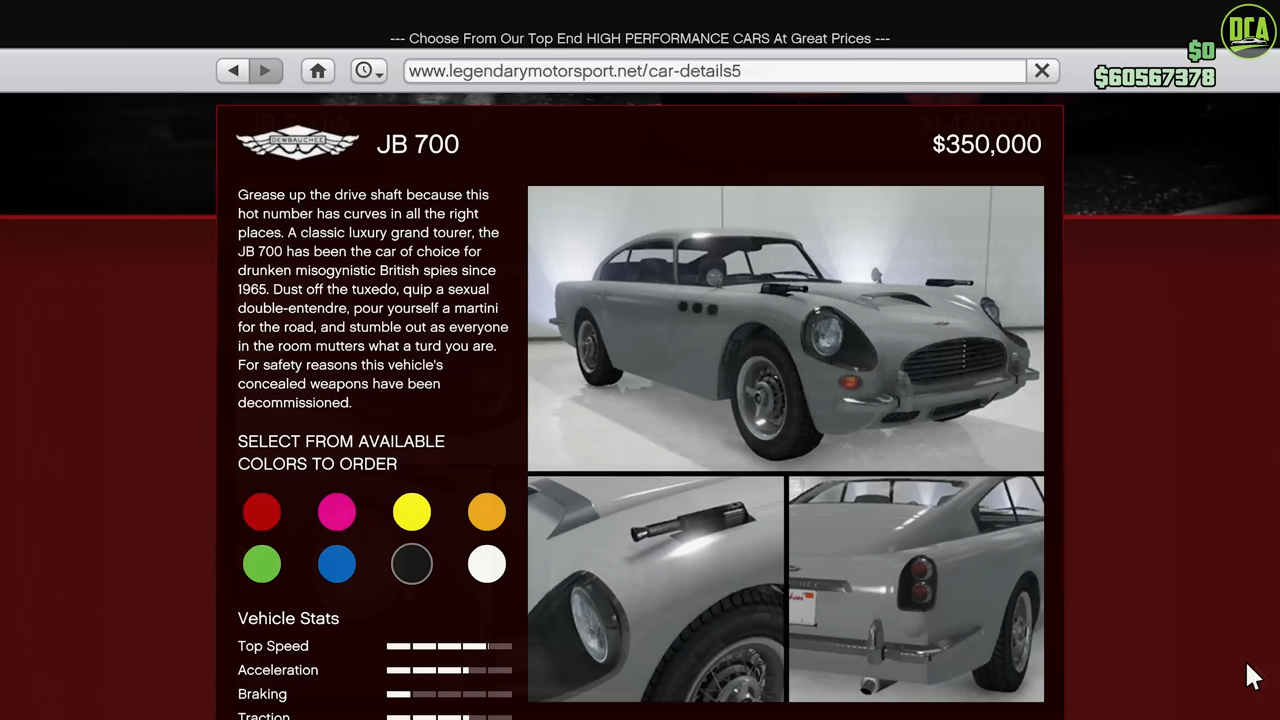 --- Choose From Our Top End HIGH PERFORMANCE CARS At Great Prices ---
DCA
$0
www.legendarymotorsport.net/car-details5
$60567378
DEWBAUCHEE
JB 700
$350,000
Grease up the drive shaft because this
hot number has curves in all the right
places. A classic luxury grand tourer, the
JB 700 has been the car of choice for
drunken misogynistic British spies since
1965. Dust off the tuxedo, quip a sexual
double-entendre, pour yourself a martini
for the road, and stumble out as everyone
in the room mutters what a turd you are.
For safety reasons this vehicle's
concealed weapons have been
decommissioned.
SELECT FROM AVAILABLE
COLORS TO ORDER
Vehicle Stats
Top Speed
Acceleration
Braking
Traction